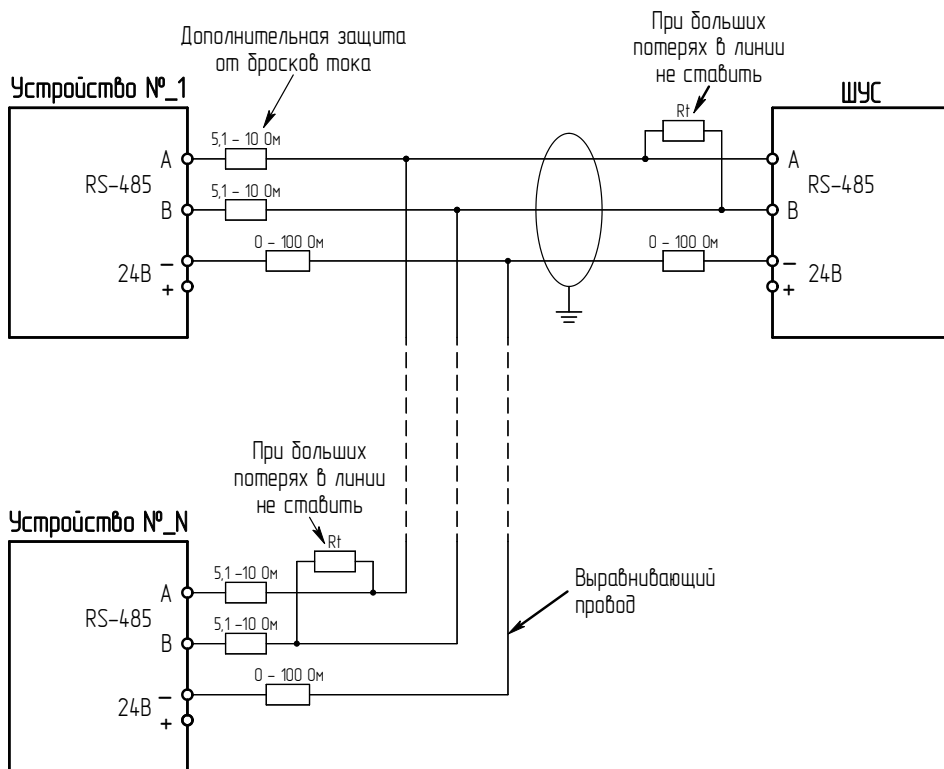 При больших
потерях в линии
не ставить
Дополнительная защита
от бросков тока
Устройство №_1
ШУС
Rt
5,1 – 10 Ом
A
A
RS-485
RS-485
5,1 – 10 Ом
B
B
0 – 100 Ом
0 – 100 Ом
–
–
24В
24В
+
+
При больших
потерях в линии
не ставить
Устройство №_N
Rt
5,1 –10 Ом
A
Выравнивающий
провод
RS-485
5,1 –10 Ом
B
0 – 100 Ом
–
24В
+